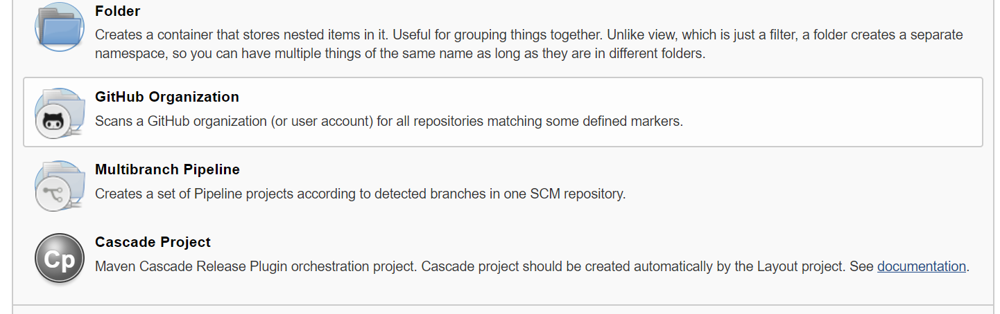 Folder
Creates a container that stores nested items in it. Useful for grouping things together. Unlike view, which is just a filter, a folder creates a separate
namespace, so you can have multiple things of the same name as long as they are in different folders.
GitHub Organization
Scans a GitHub organization (or user account) for all repositories matching some defined markers.
Multibranch Pipeline
Creates a set of Pipeline projects according to detected branches in one SCM repository.
Cascade Project
Cp
Maven Cascade Release Plugin orchestration project. Cascade project should be created automatically by the Layout project. See documentation.